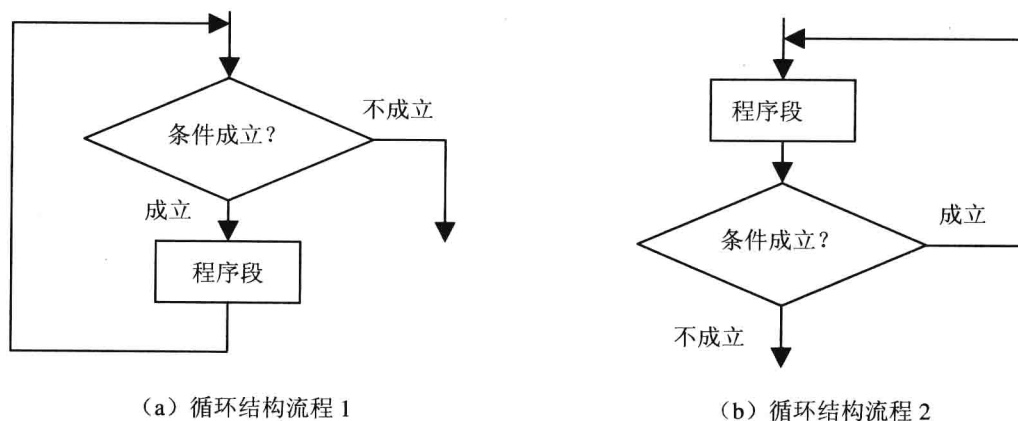 条件成立？
不成立
成立
程序段
（a）循环结构流程 1
程序段
条件成立？
成立
不成立
（b）循环结构流程 2